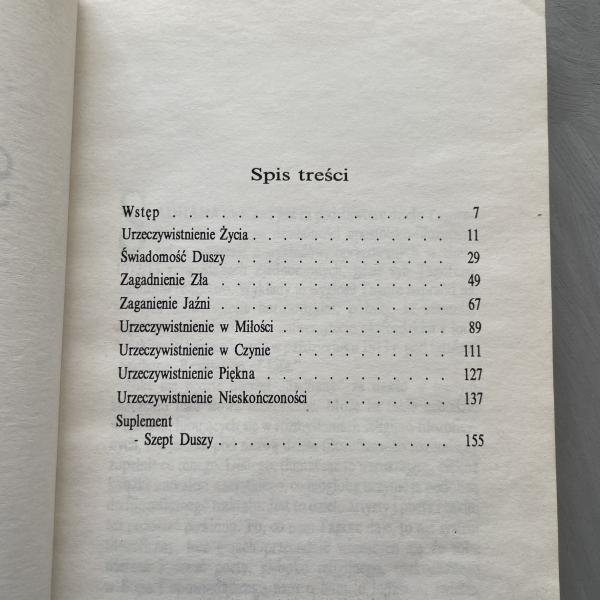 Spis treści
Wstęp . . . . . . . . . . . . . . . 7
Urzeczywistnienie Życia . . . . . . . . . . . 11
Świadomość Duszy . . . . . . . . . . . . 29
Zagadnienie Zła . . . . . . . . . . . . 49
Zaganienie Jaźni . . . . . . . . . . . . 67
Urzeczywistnienie w Miłości . . . . . . . . . 89
Urzeczywistnienie w Czynie . . . . . . . . 111
Urzeczywistnienie Piękna . . . . . . . . . . 127
Urzeczywistnienie Nieskończoności . . . . . . 137
Suplement
- Szept Duszy . . . . . . . . . . . . 155